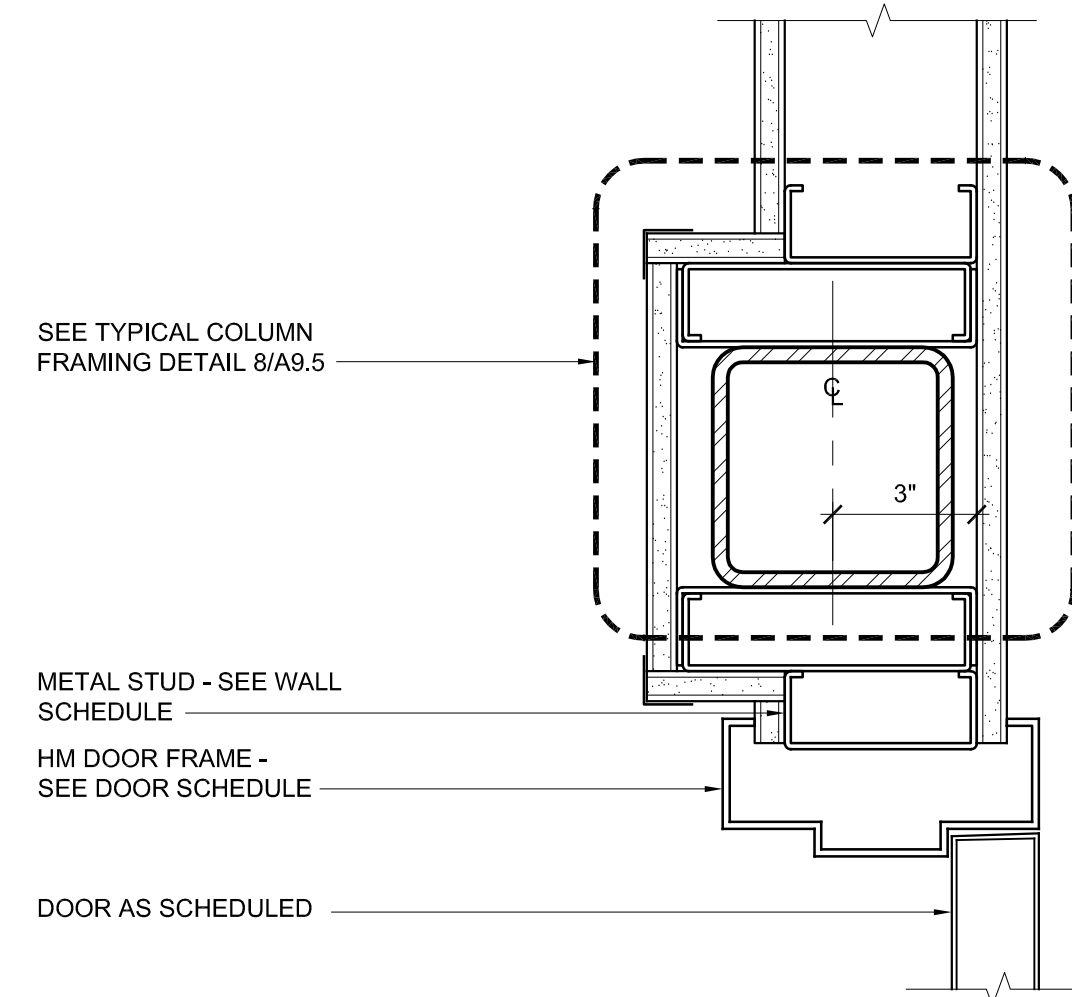 SEE TYPICAL COLUMN
FRAMING DETAIL 8/A9.5
℄
3"
METAL STUD - SEE WALL
SCHEDULE
HM DOOR FRAME -
SEE DOOR SCHEDULE
DOOR AS SCHEDULED